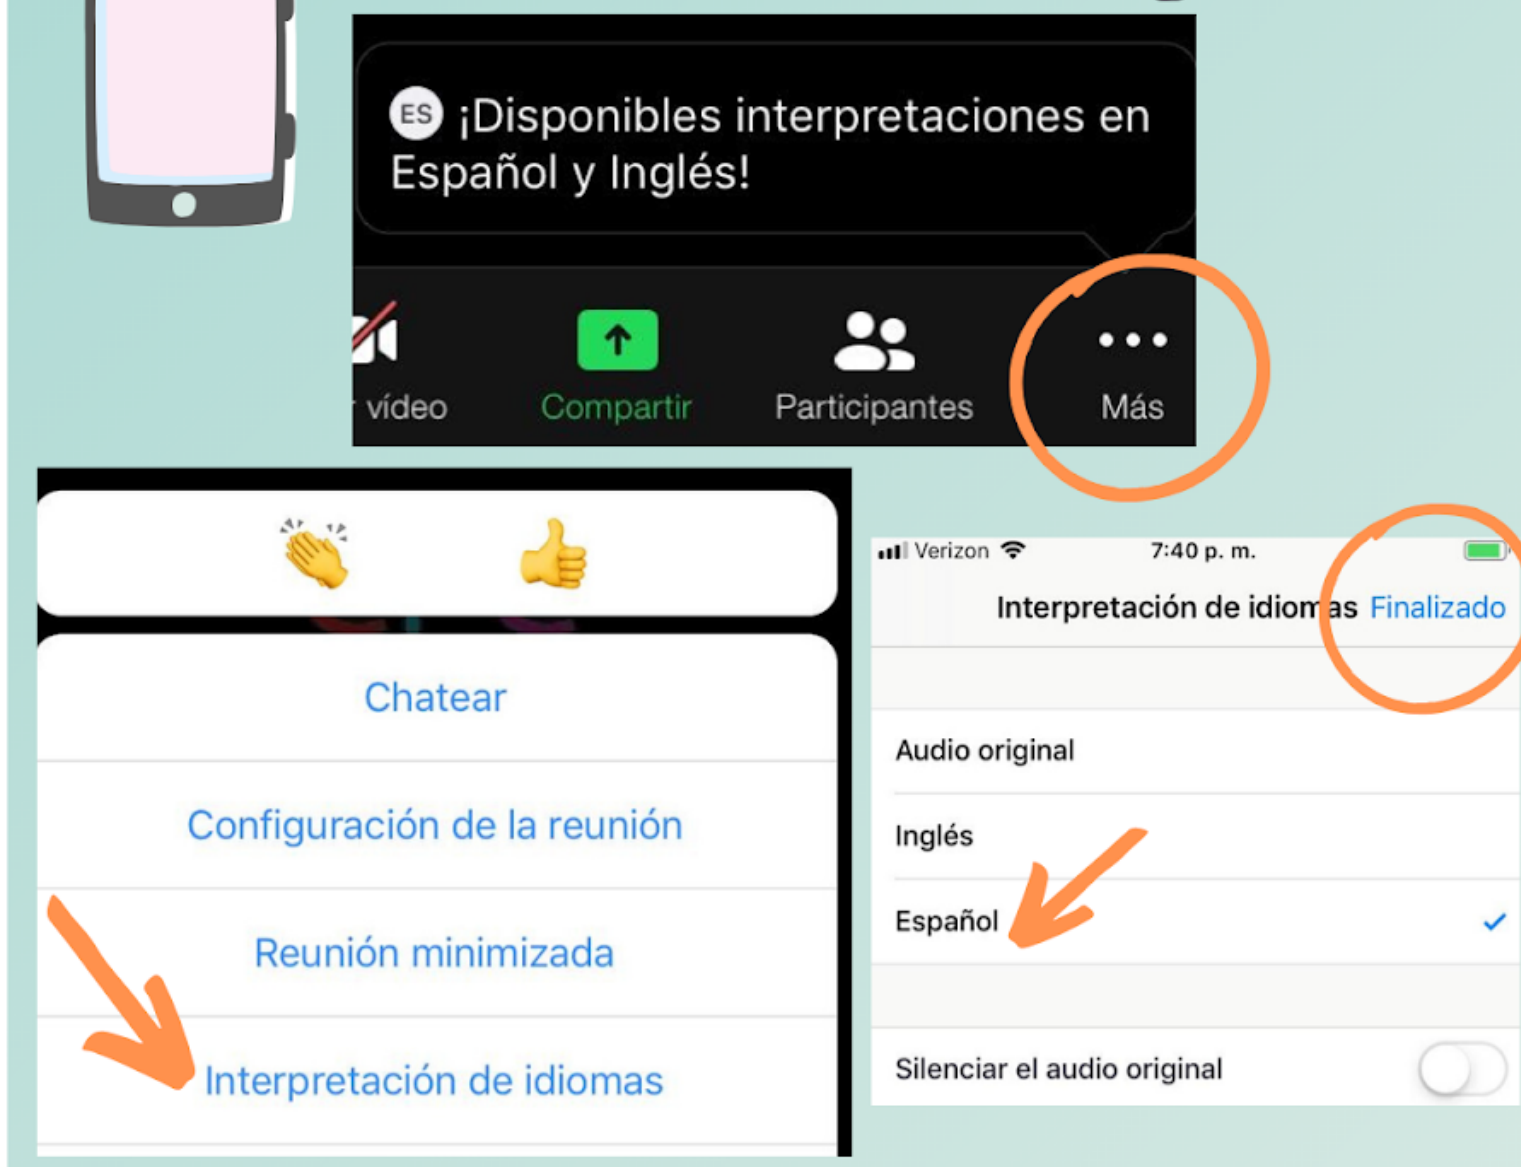 ES ¡Disponibles interpretaciones en
Español y Inglés!
vídeo
Compartir
Participantes
Más
Chatear
Configuración de la reunión
Reunión minimizada
Interpretación de idiomas
Verizon 7:40 p. m.
Interpretación de idiomas Finalizado
Audio original
Inglés
Español
Silenciar el audio original